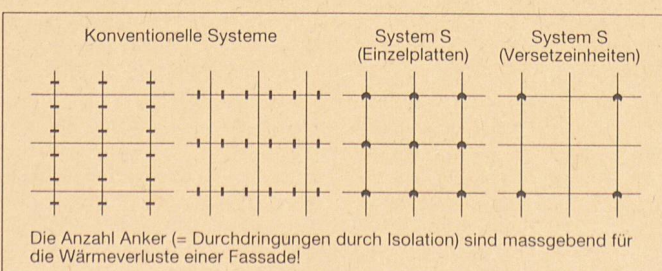 Konventionelle Systeme
System S
(Einzelplatten)
System S
(Versetzeinheiten)
Die Anzahl Anker (= Durchdringungen durch Isolation) sind massgebend für
die Wärmeverluste einer Fassade!